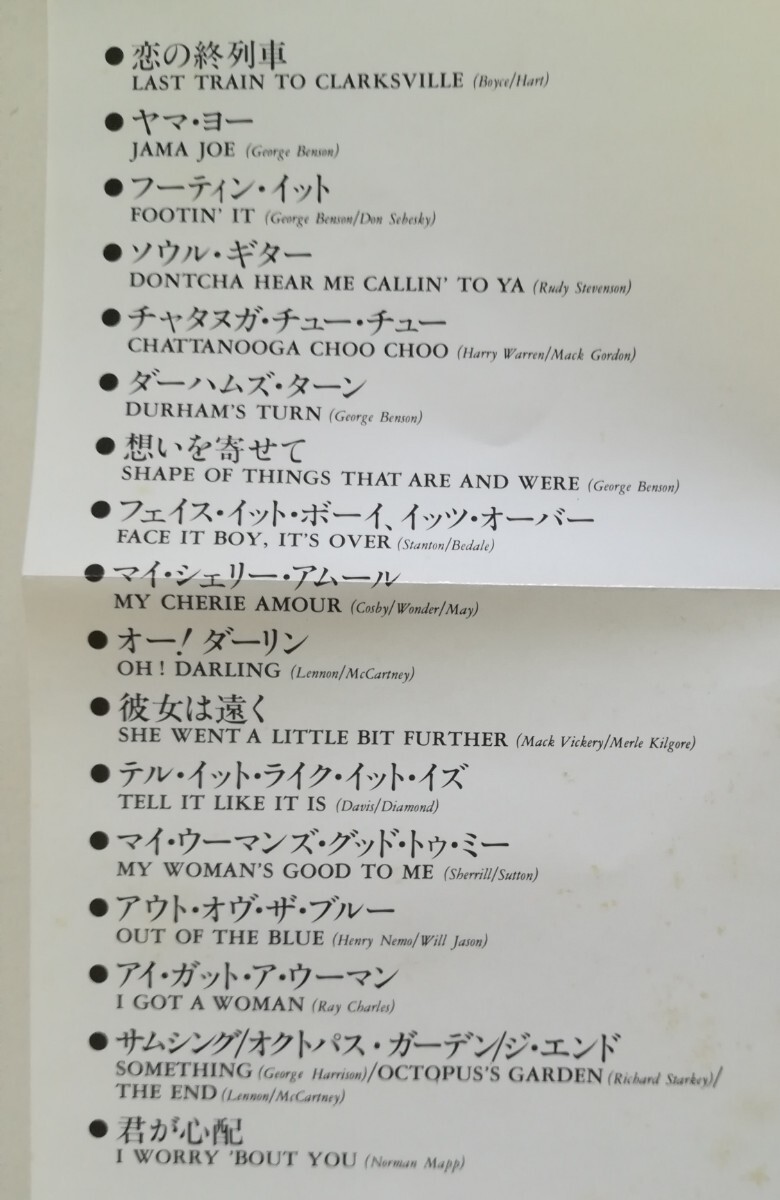 ●恋の終列車
LAST TRAIN TO CLARKSVILLE (Boyce/Hart)
●ヤマ・ヨー
JAMA JOE (George Benson)
●フーティン・イット
FOOTIN' IT (George Benson/Don Sebesky)
●ソウル・ギター
DONTCHA HEAR ME CALLIN' TO YA (Rudy Stevenson)
●チャタヌガ・チュー・チュー
CHATTANOOGA CHOO CHOO (Harry Warren/Mack Gordon)
●ダーハムズ・ターン
DURHAM'S TURN (George Benson)
●想いを寄せて
SHAPE OF THINGS THAT ARE AND WERE (George Benson)
●フェイス・イット・ボーイ、イッツ・オーバー
FACE IT BOY, IT'S OVER (Stanton/Bedale)
●マイ・シェリー・アムール
MY CHERIE AMOUR (Cosby/Wonder/May)
●オー！ダーリン
OH! DARLING (Lennon/McCartney)
●彼女は遠く
SHE WENT A LITTLE BIT FURTHER (Mack Vickery/Merle Kilgore)
●テル・イット・ライク・イット・イズ
TELL IT LIKE IT IS (Davis/Diamond)
●マイ・ウーマンズ・グッド・トゥ・ミー
MY WOMAN'S GOOD TO ME (Sherrill/Sutton)
●アウト・オヴ・ザ・ブルー
OUT OF THE BLUE (Henry Nemo/Will Jason)
●アイ・ガット・ア・ウーマン
I GOT A WOMAN (Ray Charles)
●サムシング/オクトパス・ガーデン/ジ・エンド
SOMETHING (George Harrison)/OCTOPUS'S GARDEN (Richard Starkey)/
THE END (Lennon/McCartney)
●君が心配
I WORRY 'BOUT YOU (Norman Mapp)